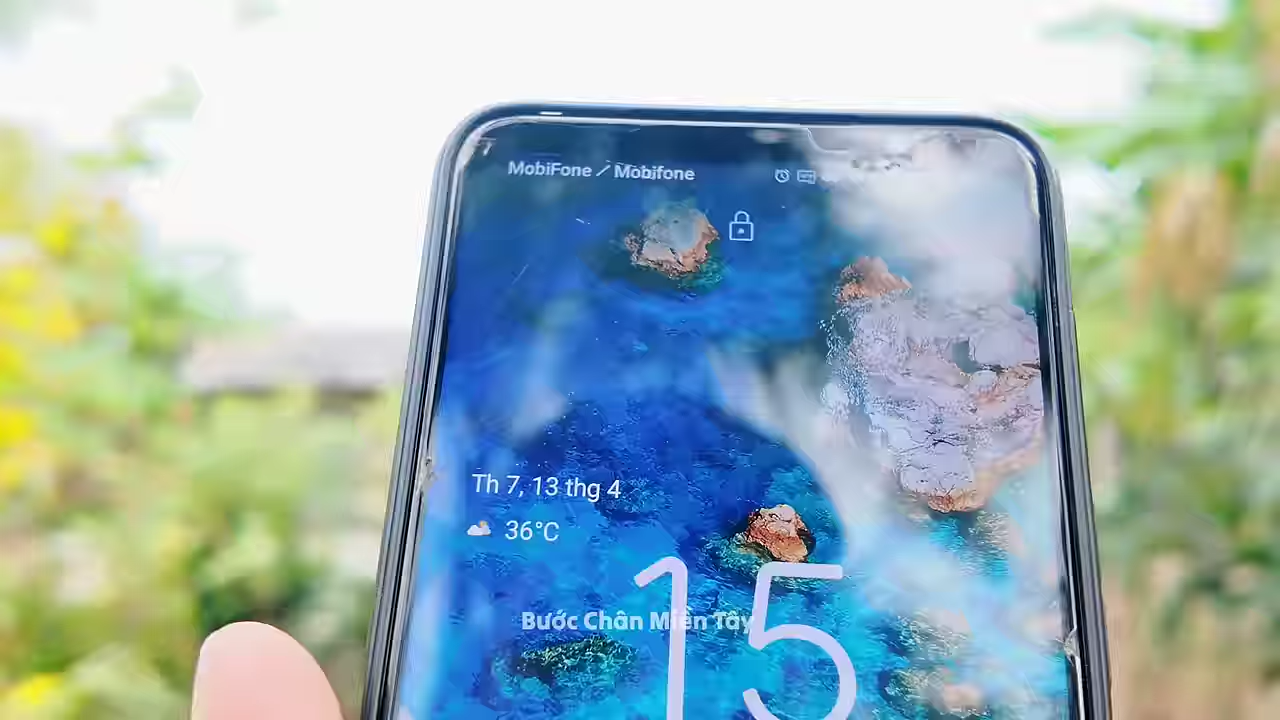 MobiFone / Mobifone
Th 7, 13 thg 4
36°C
15
Bước Chân Miền Tây